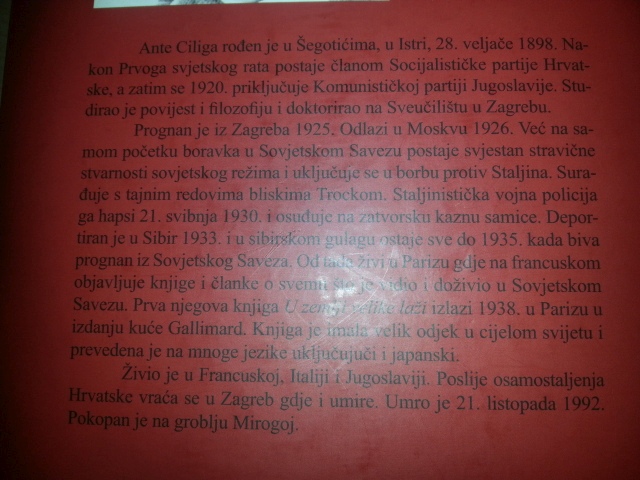 Ante Ciliga rođen je u Šegotićima, u Istri, 28. veljače 1898. Na-
kon Prvoga svjetskog rata postaje članom Socijalističke partije Hrvat-
ske, a zatim se 1920. priključuje Komunističkoj partiji Jugoslavije. Stu-
dirao je povijest i filozofiju i doktorirao na Sveučilištu u Zagrebu.
Prognan je iz Zagreba 1925. Odlazi u Moskvu 1926. Već na sa-
mom početku boravka u Sovjetskom Savezu postaje svjestan stravične
stvarnosti sovjetskog režima i uključuje se u borbu protiv Staljina. Sura-
đuje s tajnim redovima bliskima Trockom. Staljinistička vojna policija
ga hapsi 21. svibnja 1930. i osuđuje na zatvorsku kaznu samice. Depor-
tiran je u Sibir 1933. i u sibirskom gulagu ostaje sve do 1935. kada biva
prognan iz Sovjetskog Saveza. Od tada živi u Parizu gdje na francuskom
objavljuje knjige i članke o svemu što je vidio i doživio u Sovjetskom
Savezu. Prva njegova knjiga U zemlji velike laži izlazi 1938. u Parizu u
izdanju kuće Gallimard. Knjiga je imala velik odjek u cijelom svijetu i
prevedena je na mnoge jezike uključujući i japanski.
Živio je u Francuskoj, Italiji i Jugoslaviji. Poslije osamostaljenja
Hrvatske vraća se u Zagreb gdje i umire. Umro je 21. listopada 1992.
Pokopan je na groblju Mirogoj.